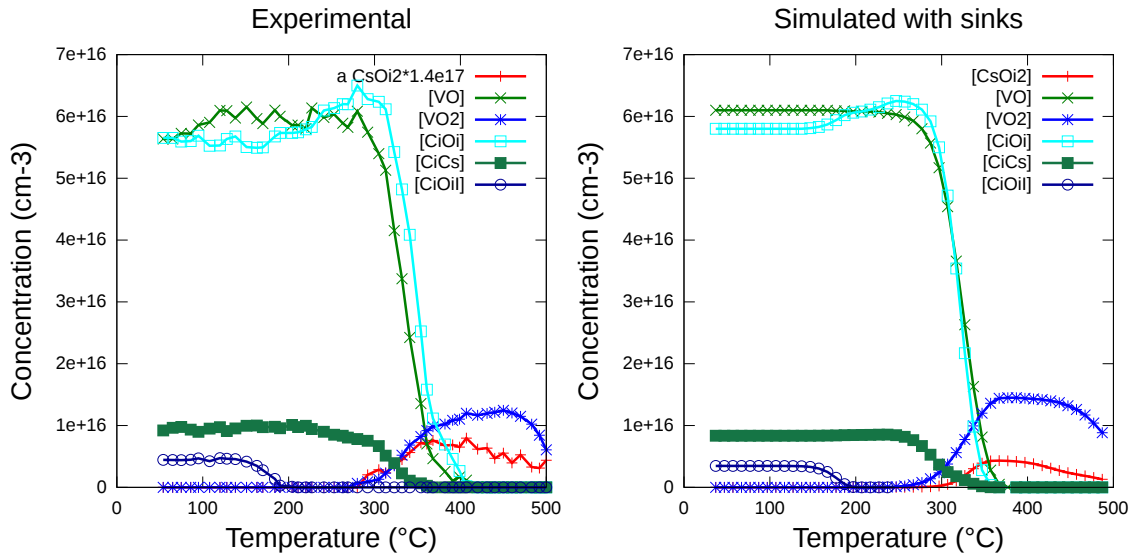 Experimental
Concentration (cm-3)
7e+16
6e+16
5e+16
4e+16
3e+16
2e+16
1e+16
0
a CsOi2*1.4e17
[VO]
[VO2]
[CiOi]
[CiCs]
[CiOiI]
0 100 200 300 400 500
Temperature (°C)
Simulated with sinks
Concentration (cm-3)
7e+16
6e+16
5e+16
4e+16
3e+16
2e+16
1e+16
0
[CsOi2]
[VO]
[VO2]
[CiOi]
[CiCs]
[CiOiI]
0 100 200 300 400 500
Temperature (°C)